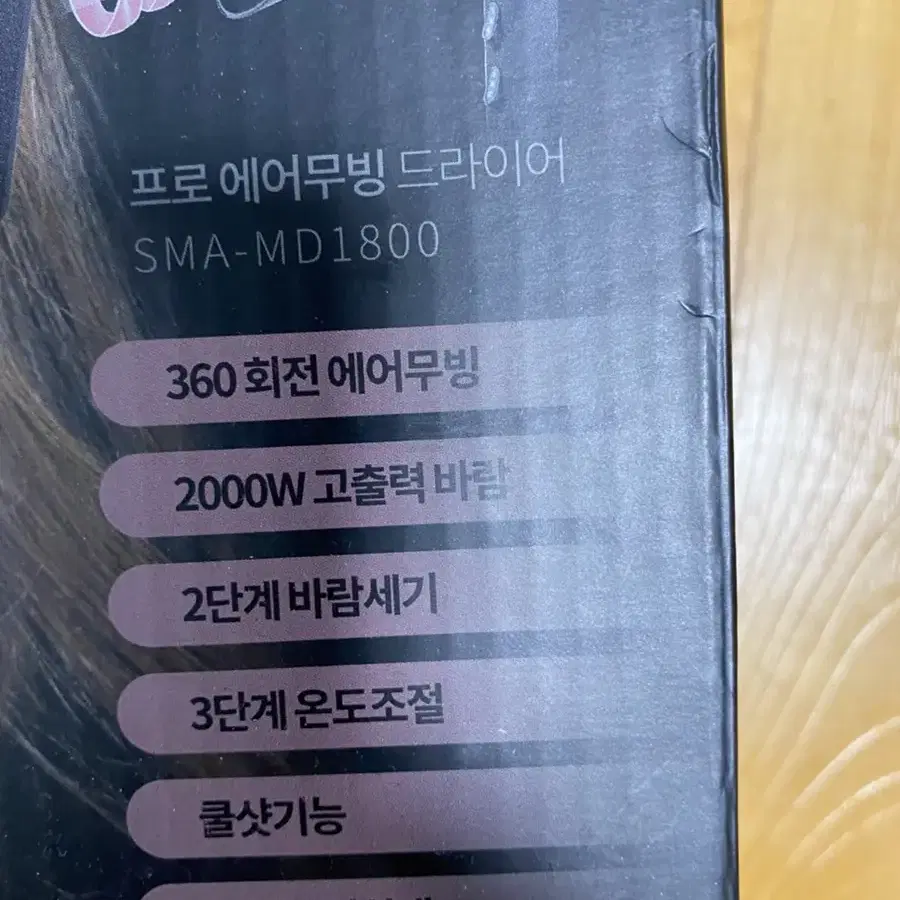 프로 에어무빙 드라이어
SMA-MD1800
360 회전 에어무빙
2000W 고출력 바람
2단계 바람세기
3단계 온도조절
쿨샷기능